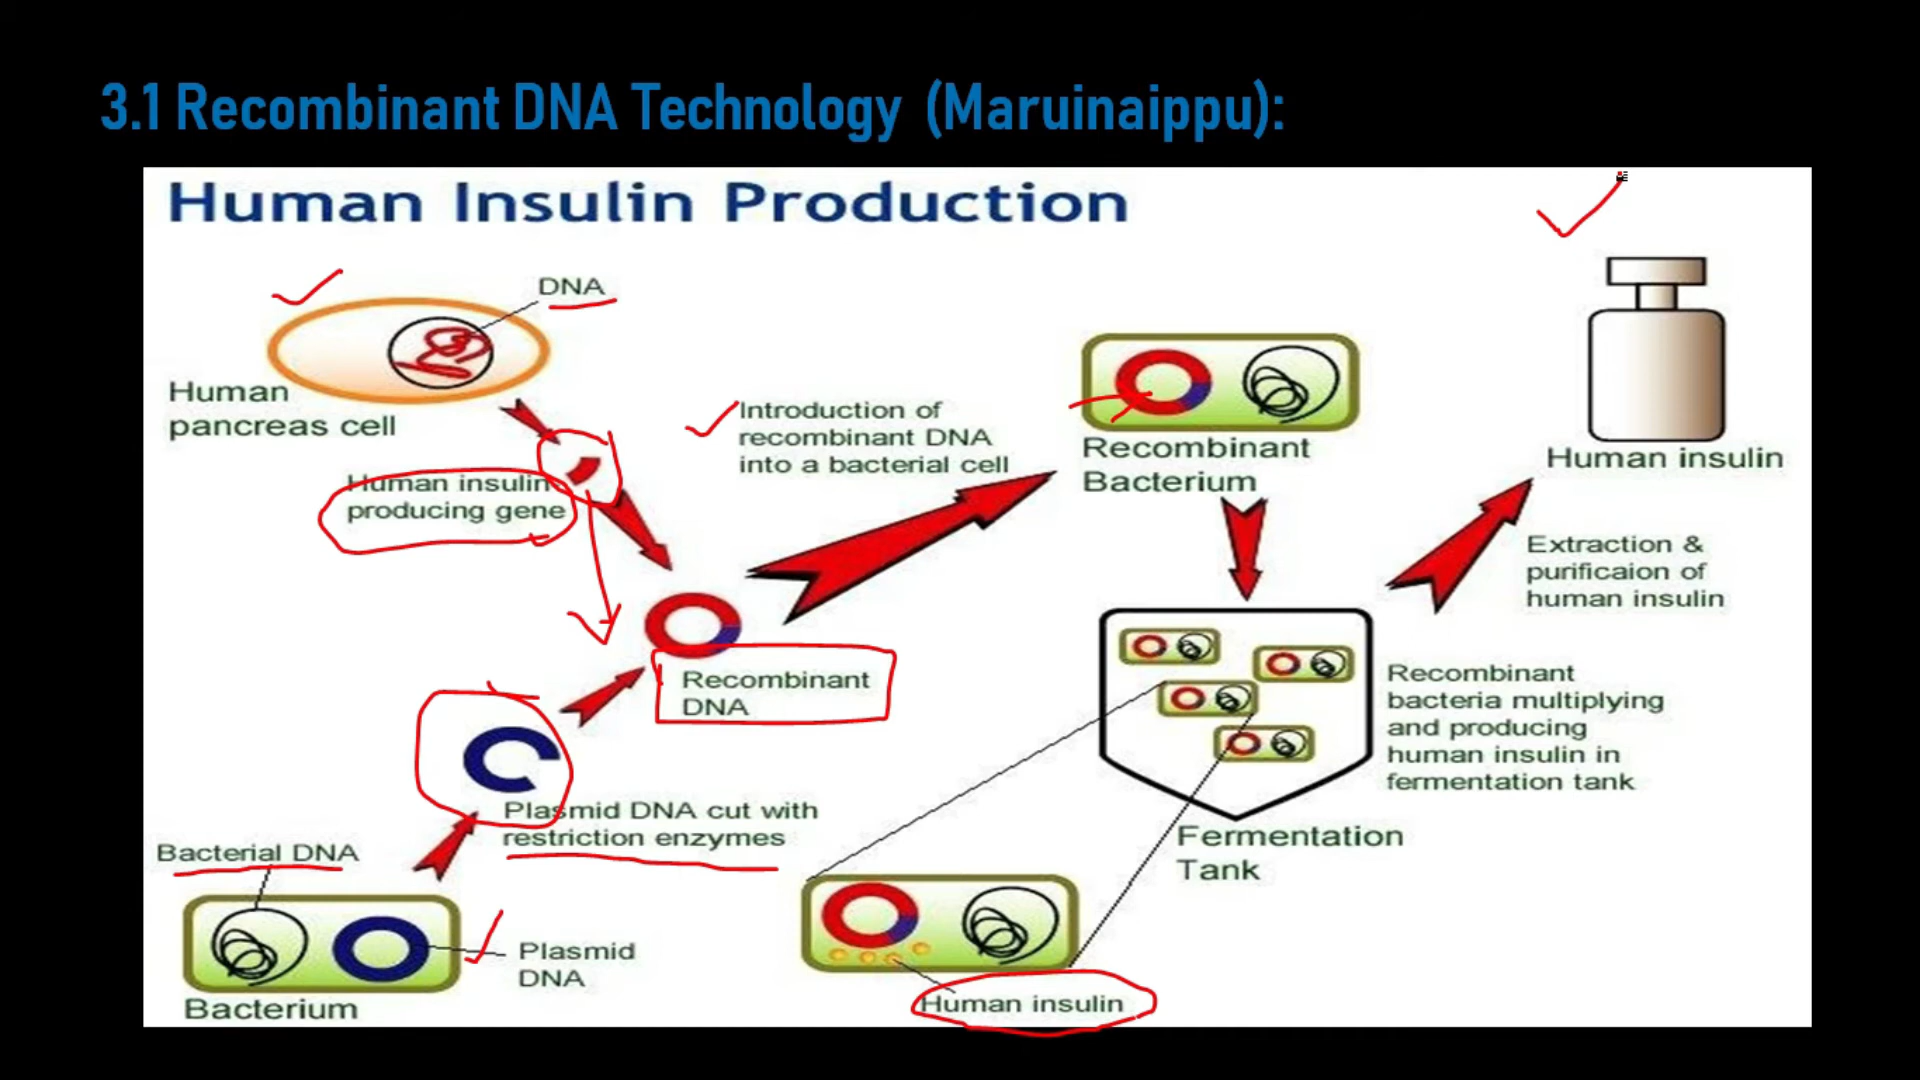 3.1 Recombinant DNA Technology (Maruinaippu):
Human Insulin Production
DNA
Human
pancreas cell
Human insulin
producing gene
Introduction of
recombinant DNA
into a bacterial cell
Recombinant
Bacterium
Human insulin
Extraction &
purificaion of
human insulin
Recombinant
DNA
Recombinant
bacteria multiplying
and producing
human insulin in
fermentation tank
Plasmid DNA cut with
restriction enzymes
Fermentation
Tank
Bacterial DNA
Plasmid
DNA
Bacterium
Human insulin